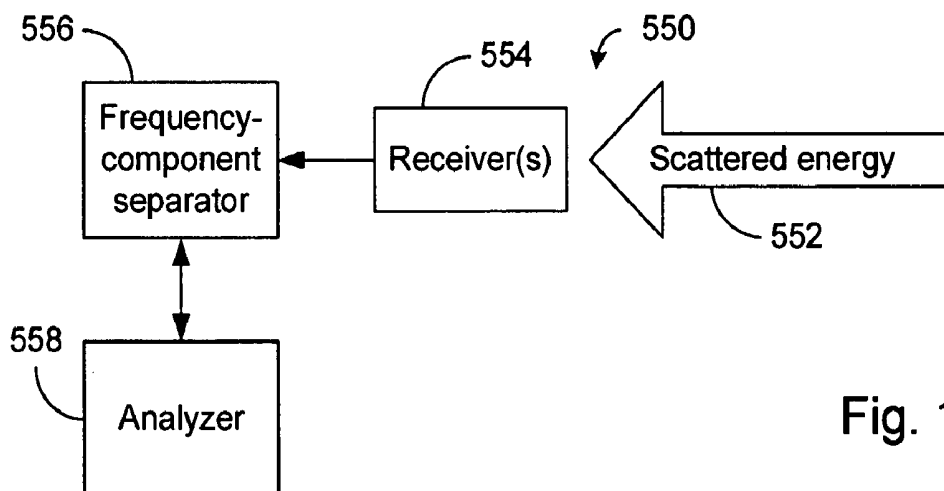 556
554
550
Frequency-
component
separator
Receiver(s)
Scattered energy
552
558
Analyzer
Fig.